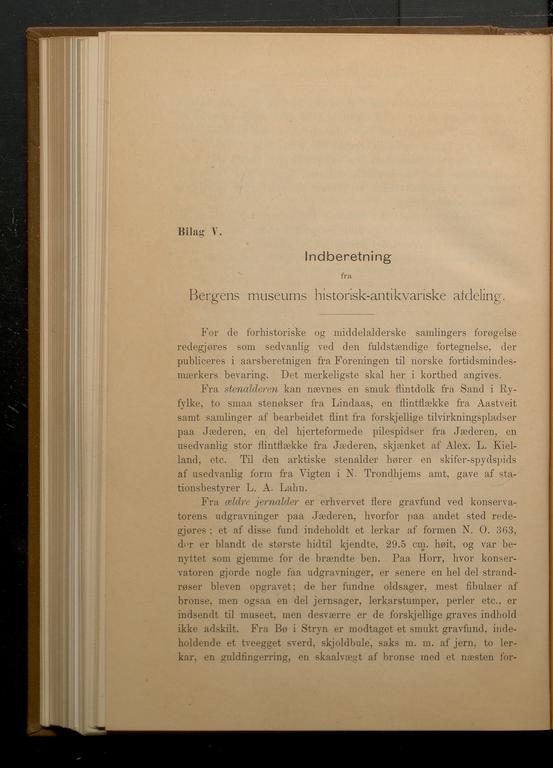 Bilag V.
Indberetning
fra
Bergens museums historisk-antikvariske afdeling.
For de forhistoriske og middelalderske samlingers forøgelse
redegjøres som sedvanlig ved den fuldstændige fortegnelse, der
publiceres i aarsberetningen fra Foreningen til norske fortidsmindes-
mærkers bevaring. Det merkeligste skal her i korthed angives.
Fra stenalderen kan nævnes en smuk flintdolk fra Sand i Ry-
fylke, to smaa stenøkser fra Lindaas, en flintflække fra Aastveit
samt samlinger af bearbeidet flint fra forskjellige tilvirkningspladser
paa Jæderen, en del hjerteformede pilespidser fra Jæderen, en
usedvanlig stor flintflække fra Jæderen, skjænket af Alex. L. Kiel-
land, etc. Til den arktiske stenalder hører en skifer-spydspids
af usedvanlig form fra Vigten i N. Trondhjems amt, gave af sta-
tionsbestyrer L. A. Lahn.
Fra ældre jernalder er erhvervet flere gravfund ved konserva-
torens udgravninger paa Jæderen, hvorfor paa andet sted rede-
gjøres; et af disse fund indeholdt et lerkar af formen N. O. 363,
der er blandt de største hidtil kjendte, 29.5 cm. høit, og var be-
nyttet som gjemme for de brændte ben. Paa Horr, hvor konser-
vatoren gjorde nogle faa udgravninger, er senere en hel del strand-
røser bleven opgravet; de her fundne oldsager, mest fibulaer af
bronse, men ogsaa en del jernsager, lerkarstumper, perler etc., er
indsendt til museet, men desværre er de forskjellige graves indhold
ikke adskilt. Fra Bø i Stryn er modtaget et smukt gravfund, inde-
holdende et tveegget sverd, skjoldbule, saks m. m. af jern, to ler-
kar, en guldfingerring, en skaalvægt af bronse med et næsten for-